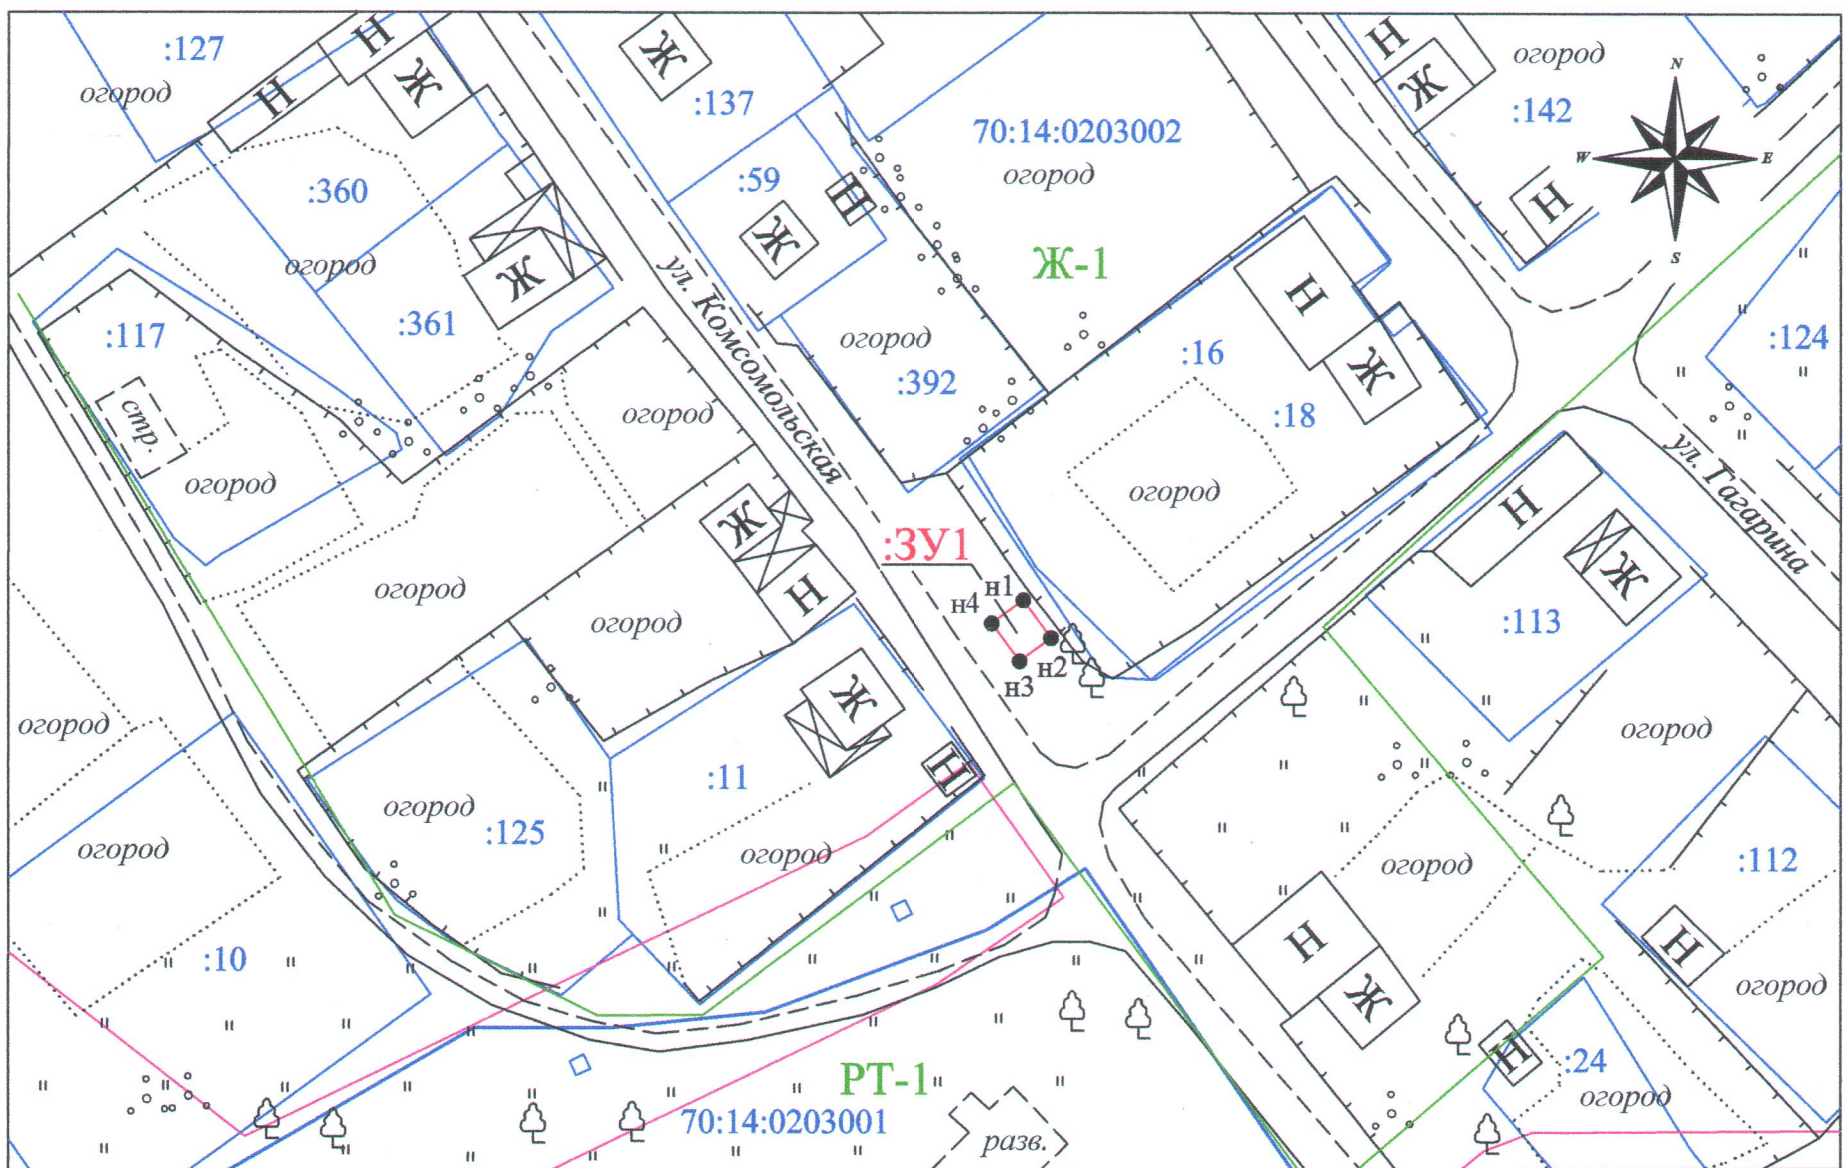 :127
огород
Н
Н
Ж
Ж
:137
70:14:0203002
огород
Н
Ж
огород
:142
N
W
E
S
Н
:360
огород
:361
Ж
:59
Ж
Н
ул. Комсомольская
Ж-1
:117
стр.
огород
огород
огород
:392
:16
:18
Н
Ж
огород
:124
ул. Гагарина
Ж
Н
огород
огород
:ЗУ1
н1
н4
н2
н3
Н
Ж
:113
огород
Ж
Н
:11
огород
огород
:125
огород
огород
:10
огород
:112
Н
огород
Н
Ж
РТ-1
70:14:0203001
разв.
Н
:24
огород